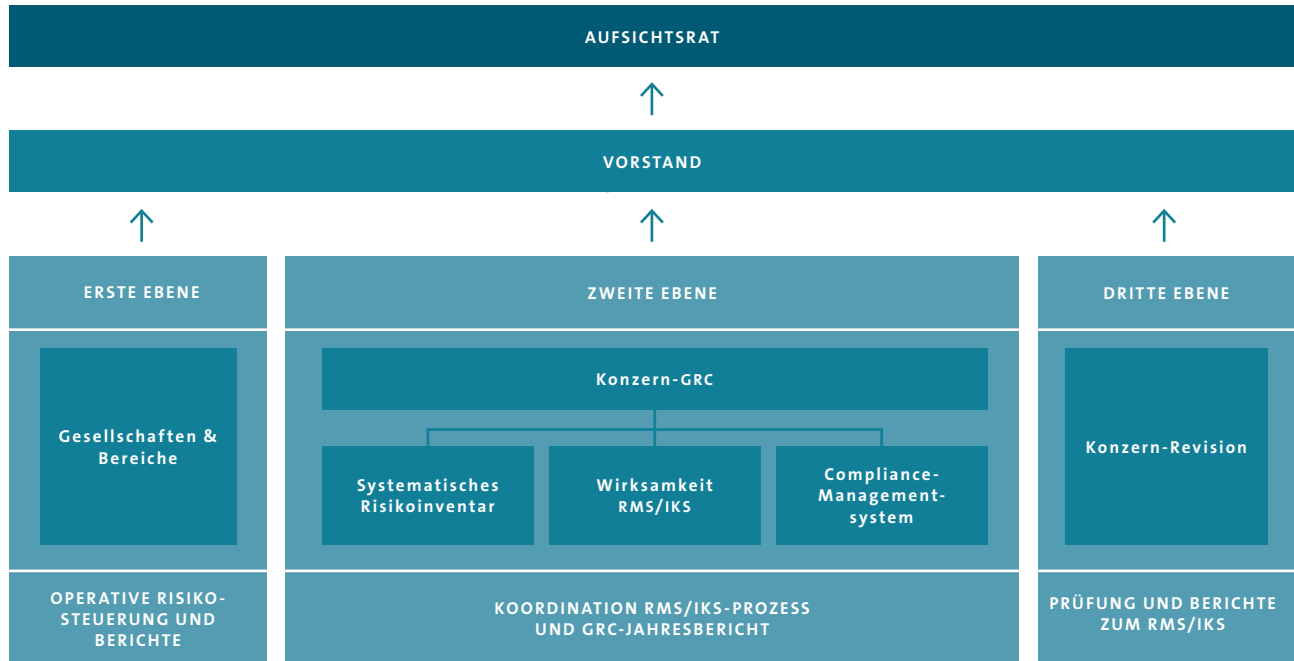 AUFSICHTSRAT
VORSTAND
ERSTE EBENE
Gesellschaften &
Bereiche
OPERATIVE RISIKO-
STEUERUNG UND
BERICHTE
ZWEITE EBENE
Konzern-GRC
Systematisches
Risikoinventar
Wirksamkeit
RMS/IKS
Compliance-
Management-
system
KOORDINATION RMS/IKS-PROZESS
UND GRC-JAHRESBERICHT
DRITTE EBENE
Konzern-Revision
PRÜFUNG UND BERICHTE
ZUM RMS/IKS